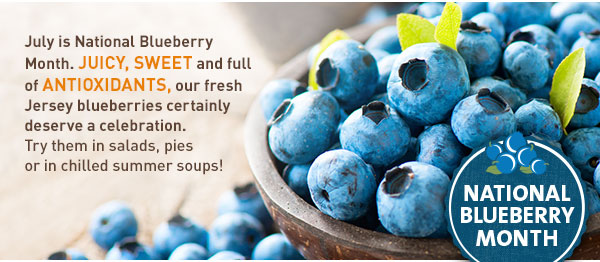 July is National Blueberry
Month. JUICY, SWEET and full
of ANTIOXIDANTS, our fresh
Jersey blueberries certainly
deserve a celebration.
Try them in salads, pies
or in chilled summer soups!
NATIONAL
BLUEBERRY
MONTH